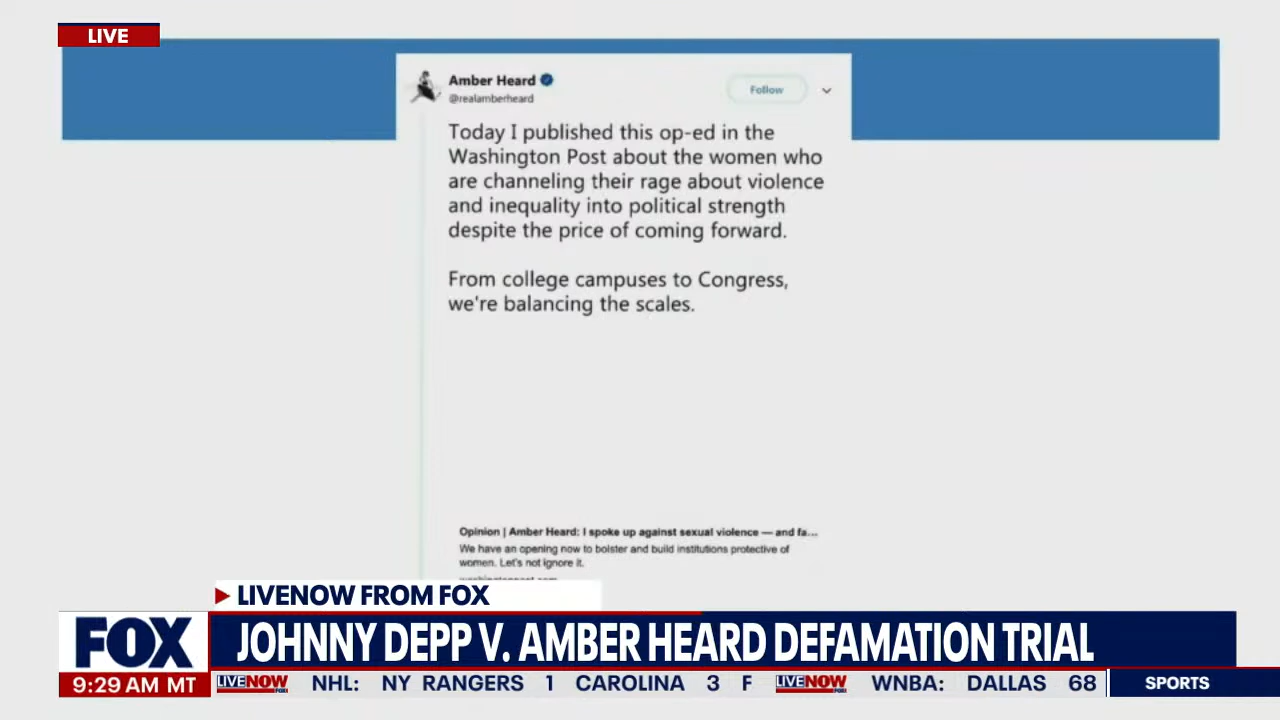 LIVE
Amber Heard
@realamberheard
Follow
Today I published this op-ed in the
Washington Post about the women who
are channeling their rage about violence
and inequality into political strength
despite the price of coming forward.
From college campuses to Congress,
we're balancing the scales.
Opinion | Amber Heard: I spoke up against sexual violence — and fa...
We have an opening now to bolster and build institutions protective of
women. Let's not ignore it.
LIVENOW FROM FOX
FOX
JOHNNY DEPP V. AMBER HEARD DEFAMATION TRIAL
9:29 AM MT
LIVENOW FOX NHL: NY RANGERS 1 CAROLINA 3 F LIVENOW FOX WNBA: DALLAS 68
SPORTS